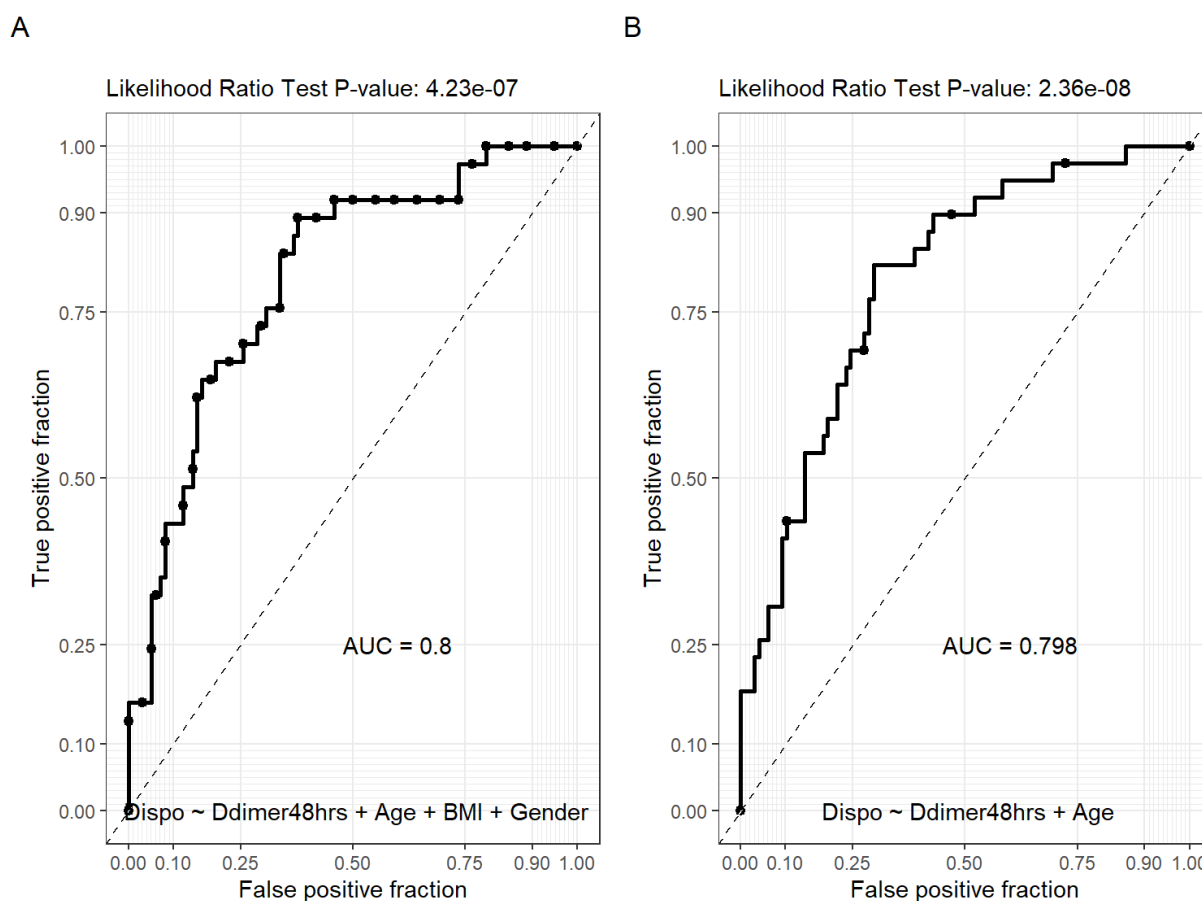 A
Likelihood Ratio Test P-value: 4.23e-07
True positive fraction
1.00
0.90
0.75
0.50
0.25
0.10
0.00
AUC = 0.8
Dispo ~ Ddimer48hrs + Age + BMI + Gender
0.00 0.10 0.25 0.50 0.75 0.90 1.00
False positive fraction
B
Likelihood Ratio Test P-value: 2.36e-08
True positive fraction
1.00
0.90
0.75
0.50
0.25
0.10
0.00
AUC = 0.798
Dispo ~ Ddimer48hrs + Age
0.00 0.10 0.25 0.50 0.75 0.90 1.00
False positive fraction